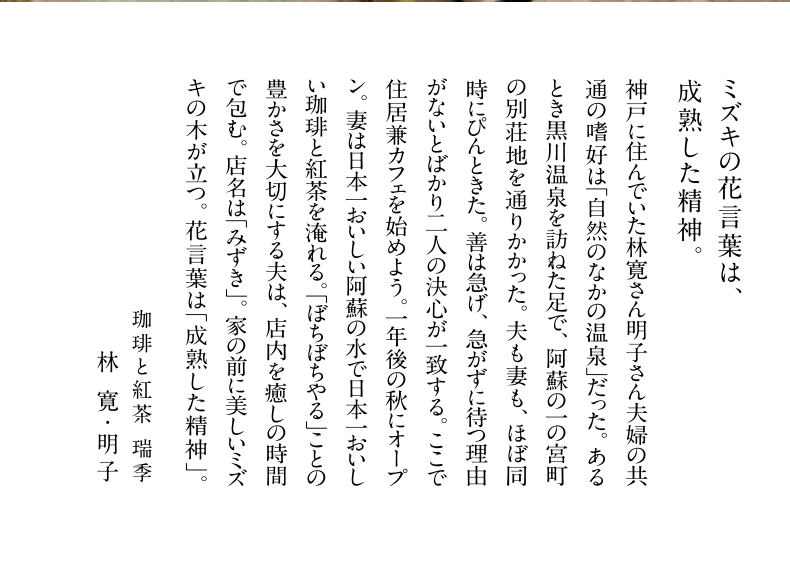 ミズキの花言葉は、
成熟した精神。
神戸に住んでいた林寛さん明子さん夫婦の共
通の嗜好は「自然のなかの温泉」だった。ある
とき黒川温泉を訪ねた足で、阿蘇の一の宮町
の別荘地を通りかかった。夫も妻も、ほぼ同
時にぴんときた。善は急げ、急がずに待つ理由
がないとばかり二人の決心が一致する。ここで
住居兼カフェを始めよう。一年後の秋にオープ
ン。妻は日本一おいしい阿蘇の水で日本一おいし
い珈琲と紅茶を淹れる。「ぼちぼちやる」ことの
豊かさを大切にする夫は、店内を癒しの時間
で包む。店名は「みずき」。家の前に美しいミズ
キの木が立つ。花言葉は「成熟した精神」。
珈琲と紅茶 瑞季
林 寛・明子